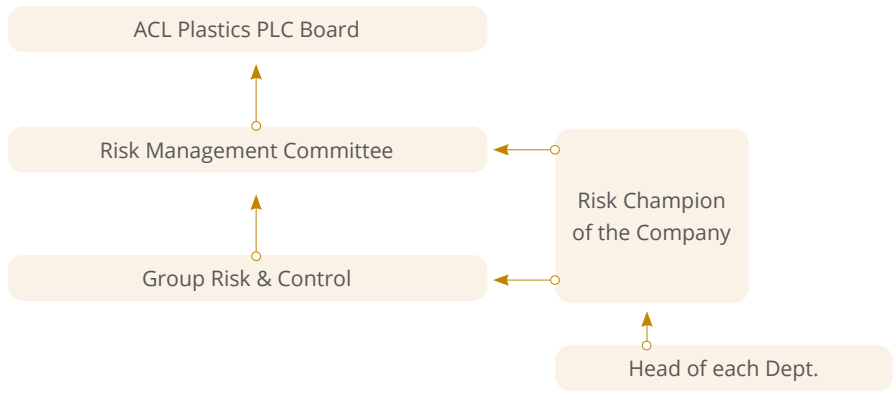 ACL Plastics PLC Board
Risk Management Committee
Risk Champion
of the Company
Group Risk & Control
Head of each Dept.